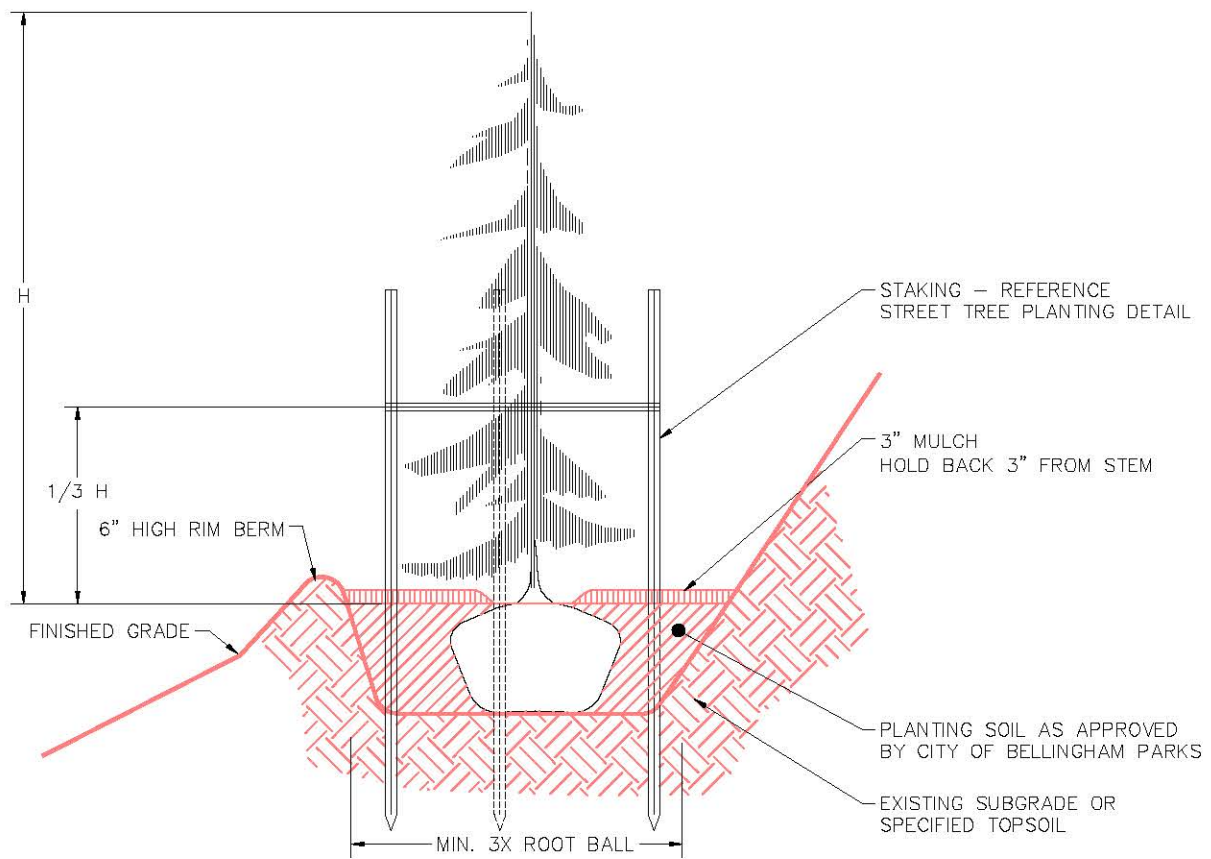 H
STAKING – REFERENCE
STREET TREE PLANTING DETAIL
3" MULCH
HOLD BACK 3" FROM STEM
1/3 H
6" HIGH RIM BERM
FINISHED GRADE
PLANTING SOIL AS APPROVED
BY CITY OF BELLINGHAM PARKS
EXISTING SUBGRADE OR
SPECIFIED TOPSOIL
MIN. 3X ROOT BALL